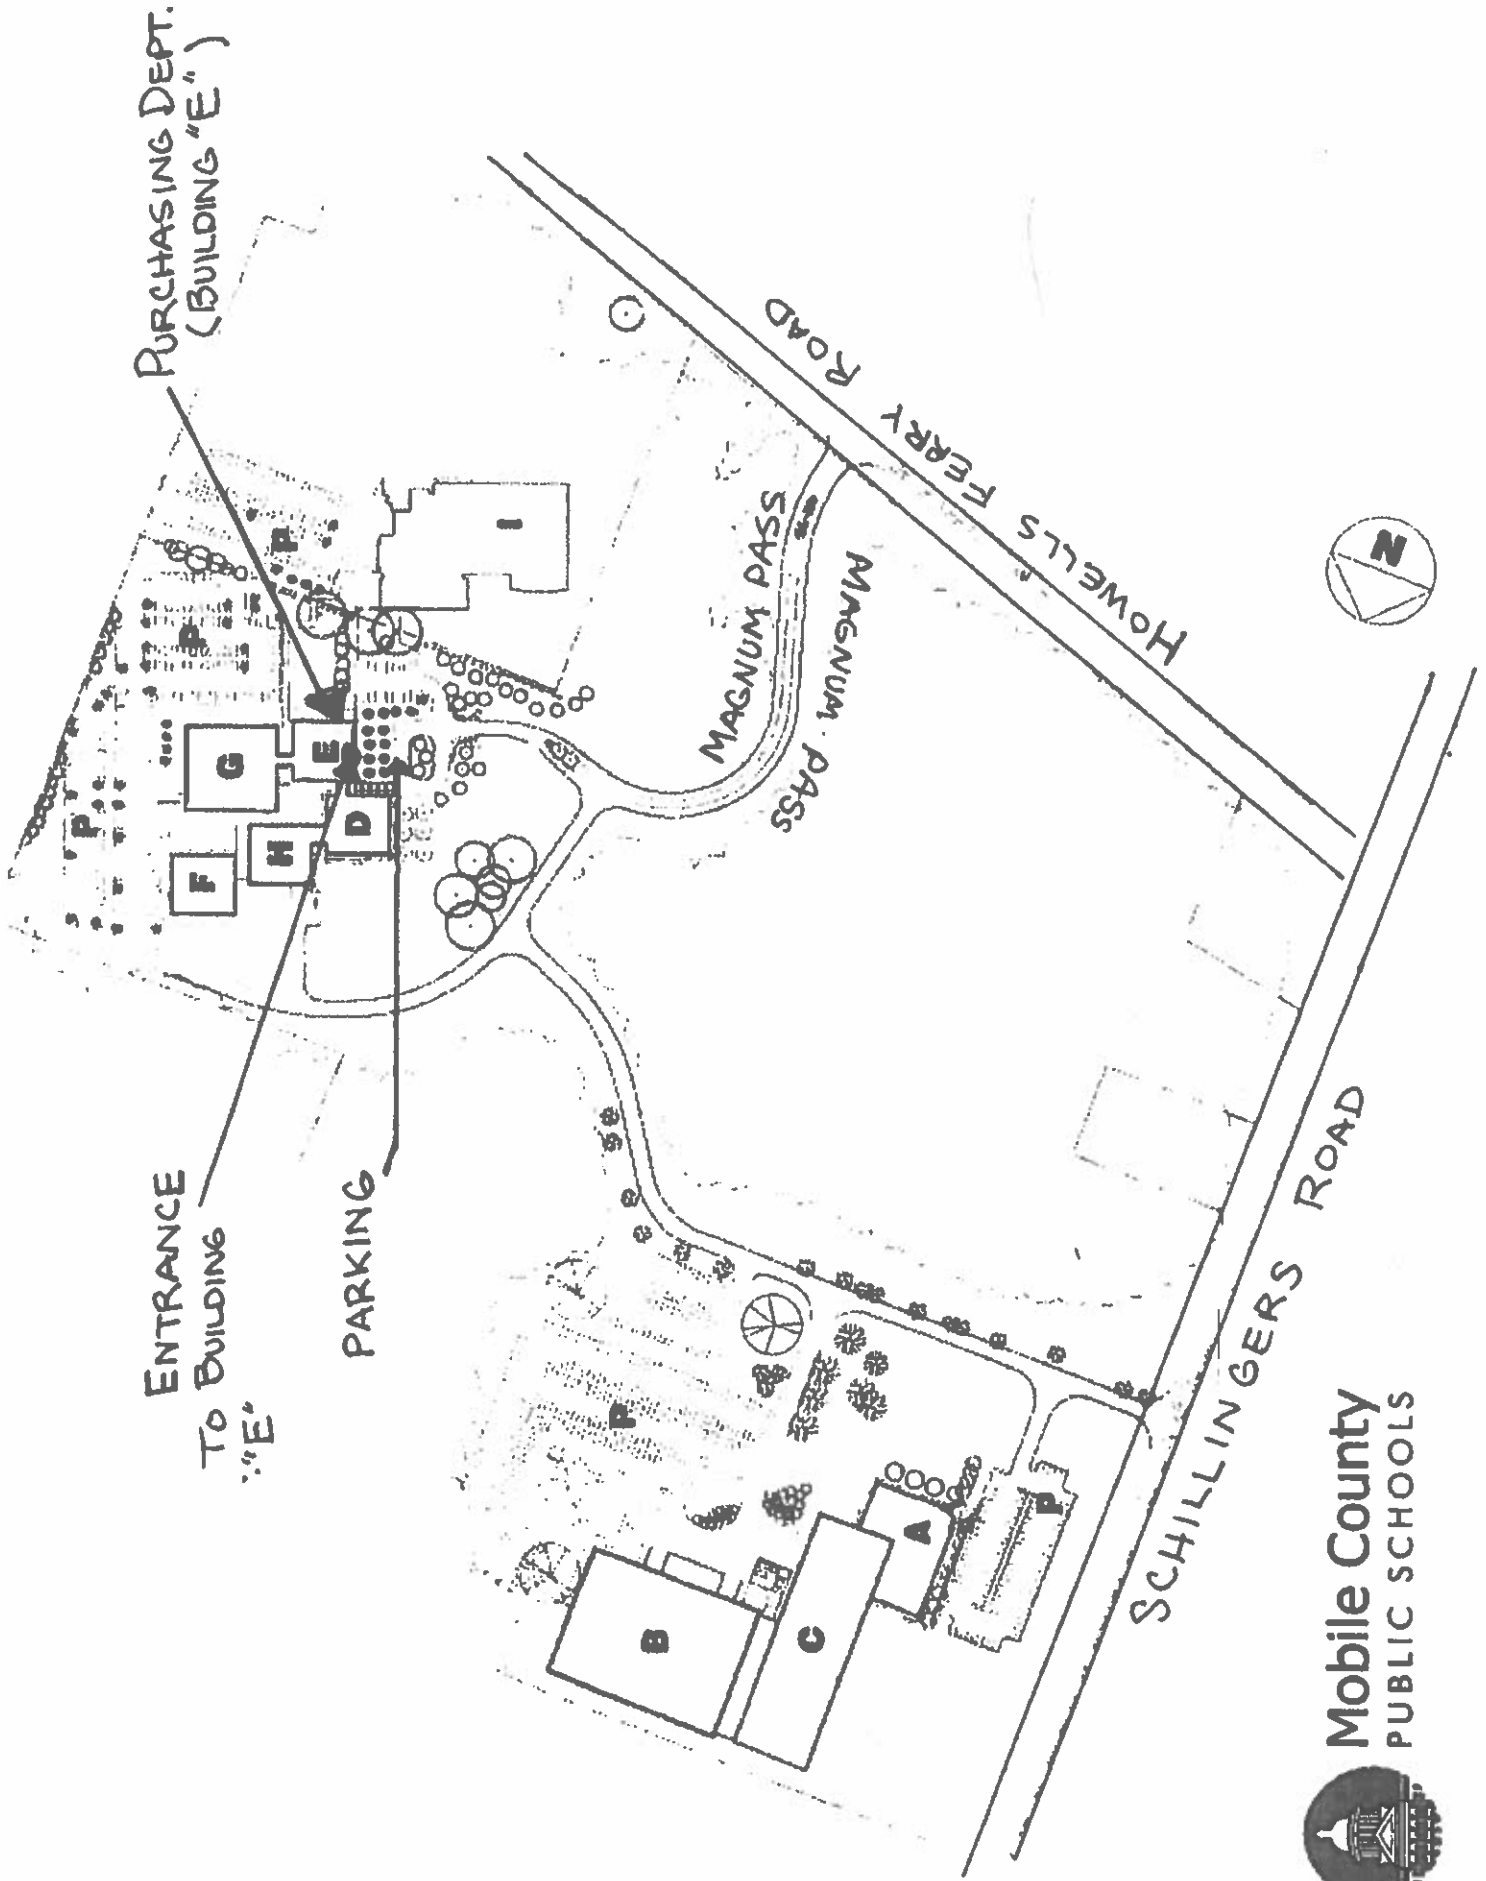 PURCHASING DEPT.
(BUILDING "E")
ENTRANCE
TO BUILDING
"E"
PARKING
P
P
P
G
E
F
H
D
I
MAGNUM PASS
MAGNUM PASS
HOWELLS FERRY ROAD
N
P
B
C
A
P
SCHILLINGERS ROAD
Mobile County
PUBLIC SCHOOLS